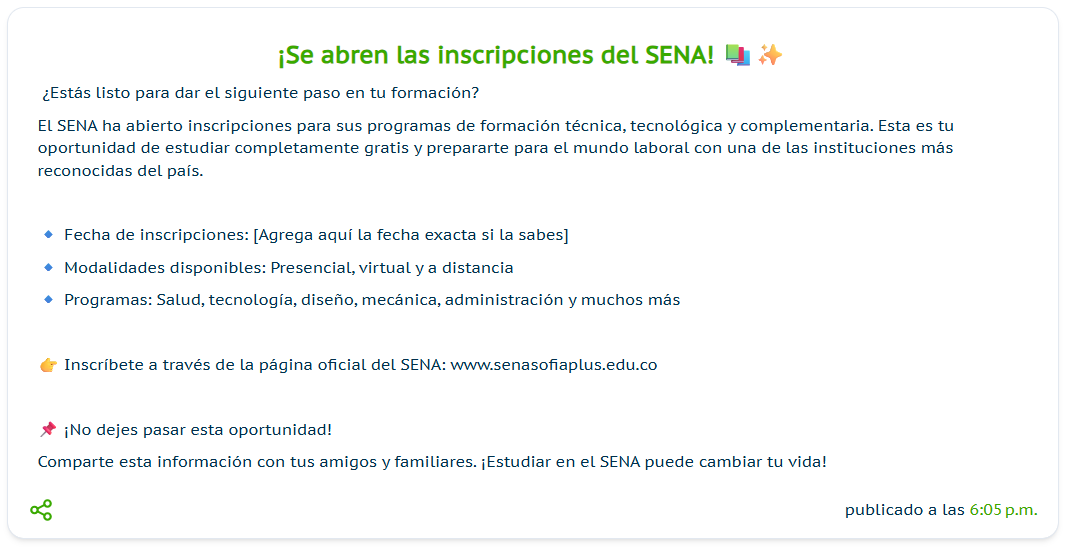 ¡Se abren las inscripciones del SENA! 📚✨
¿Estás listo para dar el siguiente paso en tu formación?
El SENA ha abierto inscripciones para sus programas de formación técnica, tecnológica y complementaria. Esta es tu
oportunidad de estudiar completamente gratis y prepararte para el mundo laboral con una de las instituciones más
reconocidas del país.
🔹 Fecha de inscripciones: [Agrega aquí la fecha exacta si la sabes]
🔹 Modalidades disponibles: Presencial, virtual y a distancia
🔹 Programas: Salud, tecnología, diseño, mecánica, administración y muchos más
👉 Inscríbete a través de la página oficial del SENA: www.senasofiaplus.edu.co
📌 ¡No dejes pasar esta oportunidad!
Comparte esta información con tus amigos y familiares. ¡Estudiar en el SENA puede cambiar tu vida!
publicado a las 6:05 p.m.